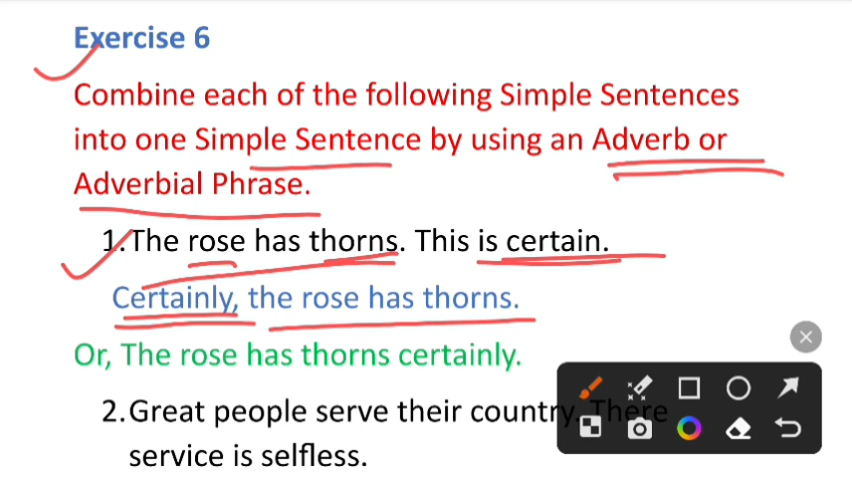 Exercise 6
Combine each of the following Simple Sentences
into one Simple Sentence by using an Adverb or
Adverbial Phrase.
1.The rose has thorns. This is certain.
Certainly, the rose has thorns.
Or, The rose has thorns certainly.
2.Great people serve their country. There
service is selfless.